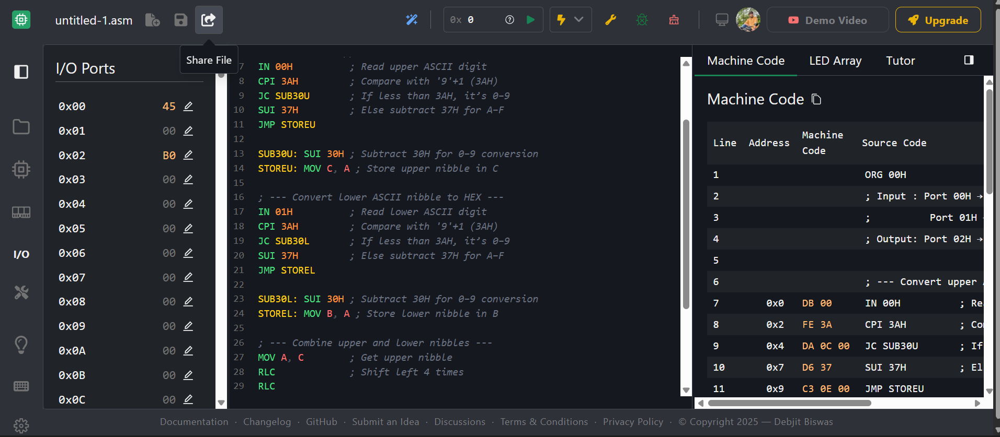 untitled-1.asm
0x 0
Demo Video
Upgrade
Share File
I/O Ports
0x00 45
0x01 00
0x02 B0
0x03 00
0x04 00
0x05 00
0x06 00
0x07 00
0x08 00
0x09 00
0x0A 00
0x0B 00
0x0C 00
I/O
7 IN 00H ; Read upper ASCII digit
8 CPI 3AH ; Compare with '9'+1 (3AH)
9 JC SUB30U ; If less than 3AH, it’s 0–9
10 SUI 37H ; Else subtract 37H for A–F
11 JMP STOREU
12
13 SUB30U: SUI 30H ; Subtract 30H for 0–9 conversion
14 STOREU: MOV C, A ; Store upper nibble in C
15
16 ; --- Convert lower ASCII nibble to HEX ---
17 IN 01H ; Read lower ASCII digit
18 CPI 3AH ; Compare with '9'+1 (3AH)
19 JC SUB30L ; If less than 3AH, it’s 0–9
20 SUI 37H ; Else subtract 37H for A–F
21 JMP STOREL
22
23 SUB30L: SUI 30H ; Subtract 30H for 0–9 conversion
24 STOREL: MOV B, A ; Store lower nibble in B
25
26 ; --- Combine upper and lower nibbles ---
27 MOV A, C ; Get upper nibble
28 RLC ; Shift left 4 times
29 RLC
Machine Code LED Array Tutor
Machine Code
Line Address Machine Code Source Code
1 ORG 00H
2 ; Input : Port 00H →
3 ; Port 01H
4 ; Output: Port 02H →
5
6 ; --- Convert upper
7 0x0 DB 00 IN 00H ; Re
8 0x2 FE 3A CPI 3AH ; Co
9 0x4 DA 0C 00 JC SUB30U ; If
10 0x7 D6 37 SUI 37H ; El
11 0x9 C3 0E 00 JMP STOREU
Documentation · Changelog · GitHub · Submit an Idea · Discussions · Terms & Conditions · Privacy Policy · © Copyright 2025 — Debjit Biswas